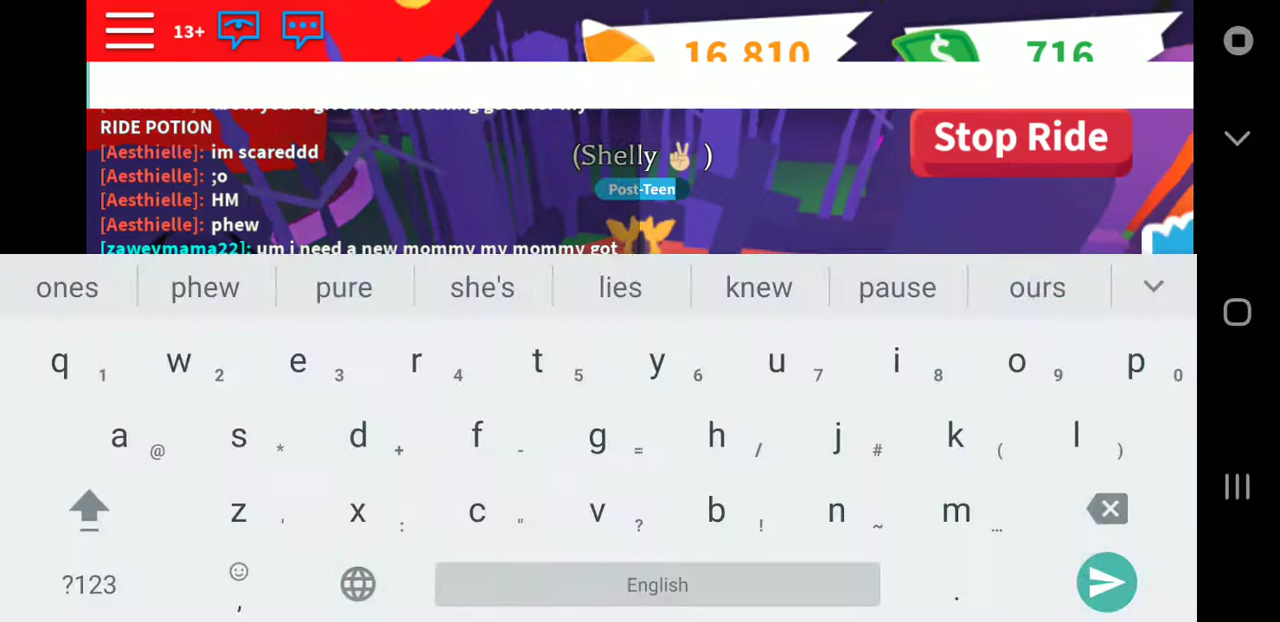 13+
16,810
716
RIDE POTION
[Aesthielle]: im scareddd
[Aesthielle]: ;o
[Aesthielle]: HM
[Aesthielle]: phew
[zaweymama22]: um i need a new mommy my mommy got
(Shelly ✌🏻 )
Post-Teen
Stop Ride
ones phew pure she's lies knew pause ours
q 1 w 2 e 3 r 4 t 5 y 6 u 7 i 8 o 9 p 0
a @ s * d + f - g = h / j # k ( l )
z ' x : c " v ? b ! n ~ m ...
?123 , English .